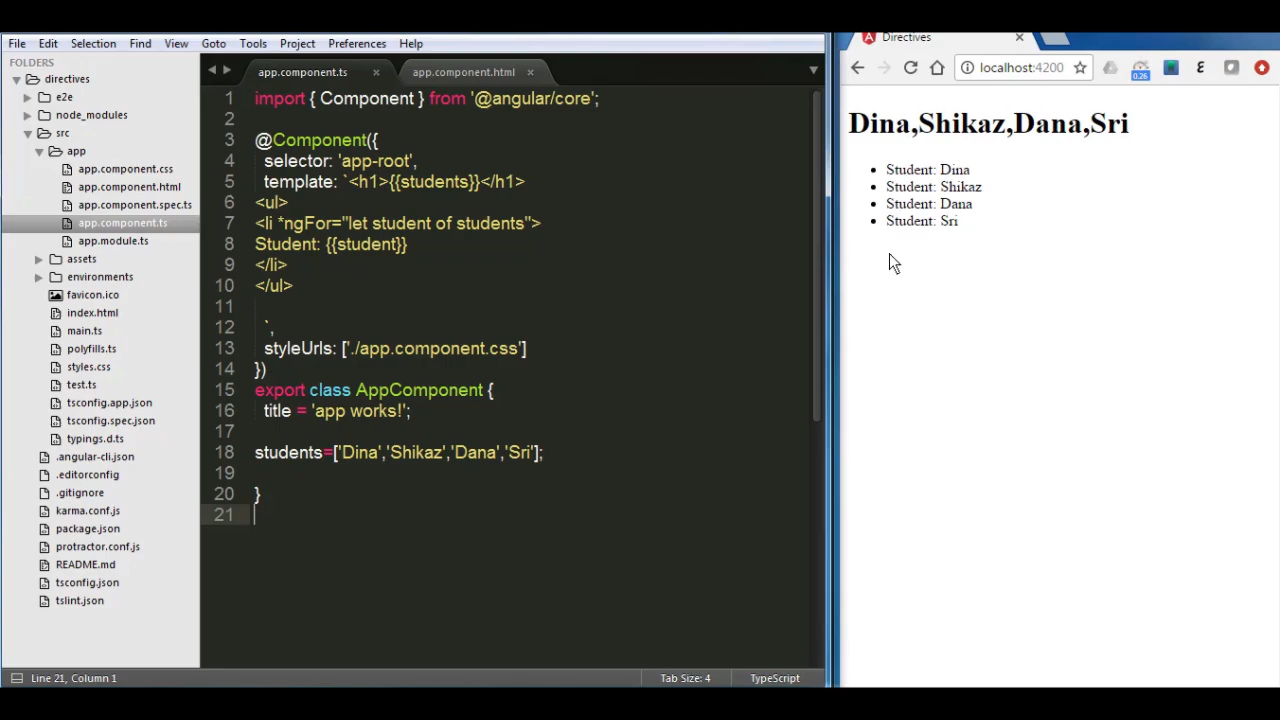 File Edit Selection Find View Goto Tools Project Preferences Help
FOLDERS
directives
e2e
node_modules
src
app
app.component.css
app.component.html
app.component.spec.ts
app.component.ts
app.module.ts
assets
environments
favicon.ico
index.html
main.ts
polyfills.ts
styles.css
test.ts
tsconfig.app.json
tsconfig.spec.json
typings.d.ts
.angular-cli.json
.editorconfig
.gitignore
karma.conf.js
package.json
protractor.conf.js
README.md
tsconfig.json
tslint.json
app.component.ts × app.component.html ×
1 import { Component } from '@angular/core';
2
3 @Component({
4 selector: 'app-root',
5 template: `<h1>{{students}}</h1>
6 <ul>
7 <li *ngFor="let student of students">
8 Student: {{student}}
9 </li>
10 </ul>
11
12 `,
13 styleUrls: ['./app.component.css']
14 })
15 export class AppComponent {
16 title = 'app works!';
17
18 students=['Dina','Shikaz','Dana','Sri'];
19
20 }
21
Line 21, Column 1 Tab Size: 4 TypeScript
Directives ×
localhost:4200
0.26
Dina,Shikaz,Dana,Sri
• Student: Dina
• Student: Shikaz
• Student: Dana
• Student: Sri